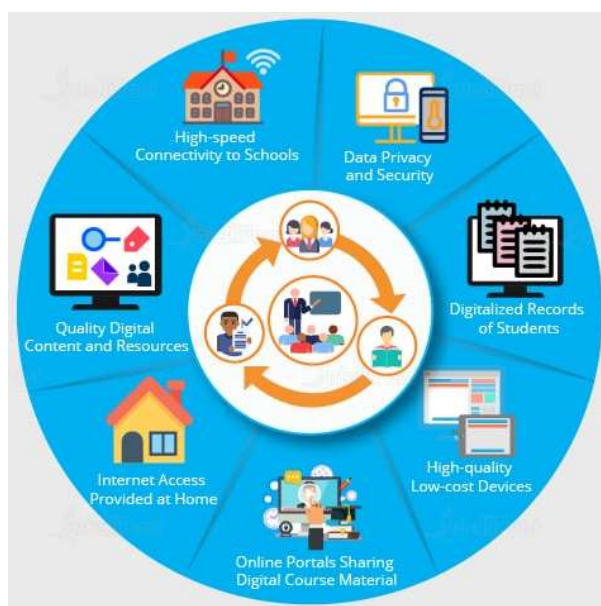 High-speed
Connectivity to Schools
Data Privacy
and Security
Digitalized Records
of Students
High-quality
Low-cost Devices
Online Portals Sharing
Digital Course Material
Internet Access
Provided at Home
Quality Digital
Content and Resources